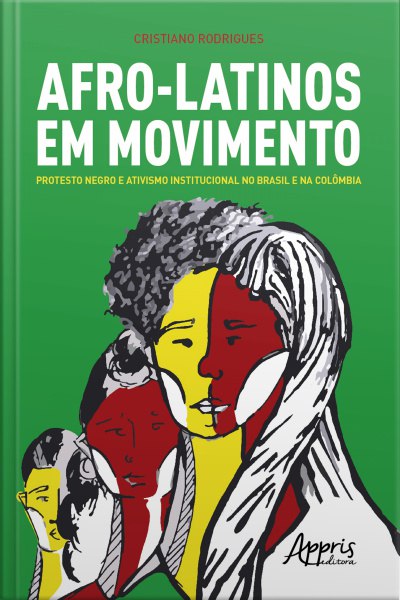 CRISTIANO RODRIGUES
AFRO-LATINOS
EM MOVIMENTO
PROTESTO NEGRO E ATIVISMO INSTITUCIONAL NO BRASIL E NA COLÔMBIA
Appris
editora